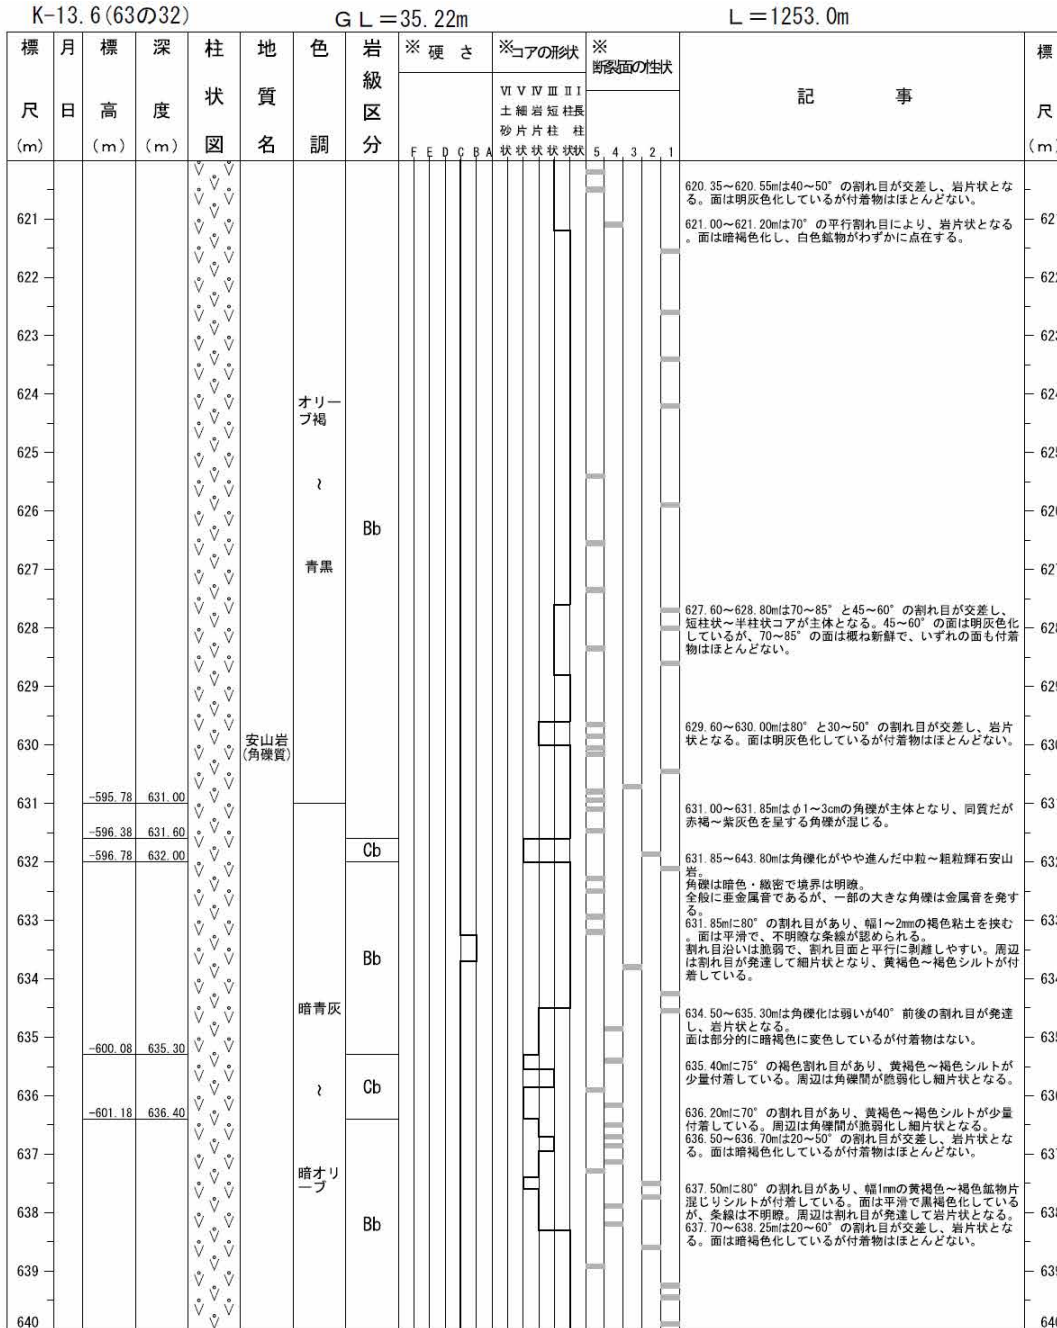 K-13.6(63の32)
GL=35.22m
L=1253.0m
標尺(m)
月日
標高(m)
深度(m)
柱状図
地質名
色調
岩級区分
※硬さ
F E D C B A
※コアの形状
Ⅵ土砂状 Ⅴ細片状 Ⅳ岩片状 Ⅲ短柱状 Ⅱ柱状 Ⅰ長柱状
※断裂面の性状
5 4 3 2 1
記事
標尺(m)
620.35～620.55mは40～50°の割れ目が交差し、岩片状とな
る。面は明灰色化しているが付着物はほとんどない。
621
621.00～621.20mは70°の平行割れ目により、岩片状となる
。面は暗褐色化し、白色鉱物がわずかに点在する。
622
623
624
オリー
ブ褐
625
～
626
Bb
627
青黒
627.60～628.80mは70～85°と45～60°の割れ目が交差し、
短柱状～半柱状コアが主体となる。45～60°の面は明灰色化
しているが、70～85°の面は概ね新鮮で、いずれの面も付着
物はほとんどない。
628
629
629.60～630.00mは80°と30～50°の割れ目が交差し、岩片
状となる。面は明灰色化しているが付着物はほとんどない。
630
安山岩
(角礫質)
631
-595.78 631.00
631.00～631.85mはφ1～3cmの角礫が主体となり、同質だが
赤褐～紫灰色を呈する角礫が混じる。
-596.38 631.60
Cb
632
-596.78 632.00
631.85～643.80mは角礫化がやや進んだ中粒～粗粒輝石安山
岩。
角礫は暗色・緻密で境界は明瞭。
全般に亜金属音であるが、一部の大きな角礫は金属音を発す
る。
633
631.85mに80°の割れ目があり、幅1～2mmの褐色粘土を挟む
。面は平滑で、不明瞭な条線が認められる。
割れ目沿いは脆弱で、割れ目面と平行に剥離しやすい。周辺
は割れ目が発達して細片状となり、黄褐色～褐色シルトが付
着している。
Bb
634
暗青灰
634.50～635.30mは角礫化は弱いが40°前後の割れ目が発達
し、岩片状となる。
面は部分的に暗褐色に変色しているが付着物はない。
635
-600.08 635.30
635.40mに75°の褐色割れ目があり、黄褐色～褐色シルトが
少量付着している。周辺は角礫間が脆弱化し細片状となる。
～
Cb
636
-601.18 636.40
636.20mに70°の割れ目があり、黄褐色～褐色シルトが少量
付着している。周辺は角礫間が脆弱化し細片状となる。
636.50～636.70mは20～50°の割れ目が交差し、岩片状とな
る。面は暗褐色化しているが付着物はほとんどない。
637
暗オリ
ーブ
637.50mに80°の割れ目があり、幅1mmの黄褐色～褐色鉱物片
混じりシルトが付着している。面は平滑で黒褐色化している
が、条線は不明瞭。周辺は割れ目が発達して岩片状となる。
638
Bb
637.70～638.25mは20～60°の割れ目が交差し、岩片状とな
る。面は暗褐色化しているが付着物はほとんどない。
639
640